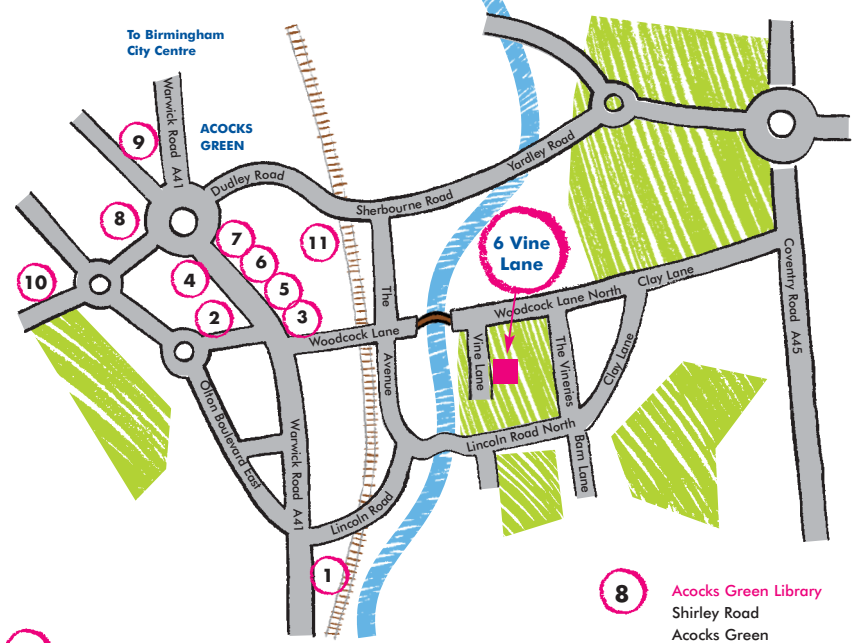 To Birmingham
City Centre
Warwick Road A41
ACOCKS
GREEN
9
Dudley Road
Yardley Road
Sherbourne Road
8
7
11
6
10
4
5
2
3
6 Vine
Lane
Clay Lane
Woodcock Lane North
Coventry Road A45
The
Avenue
Woodcock Lane
Vine Lane
The Vineries
Clay Lane
Olton Boulevard East
Warwick Road A41
Lincoln Road North
Barn Lane
Lincoln Road
1
8
Acocks Green Library
Shirley Road
Acocks Green